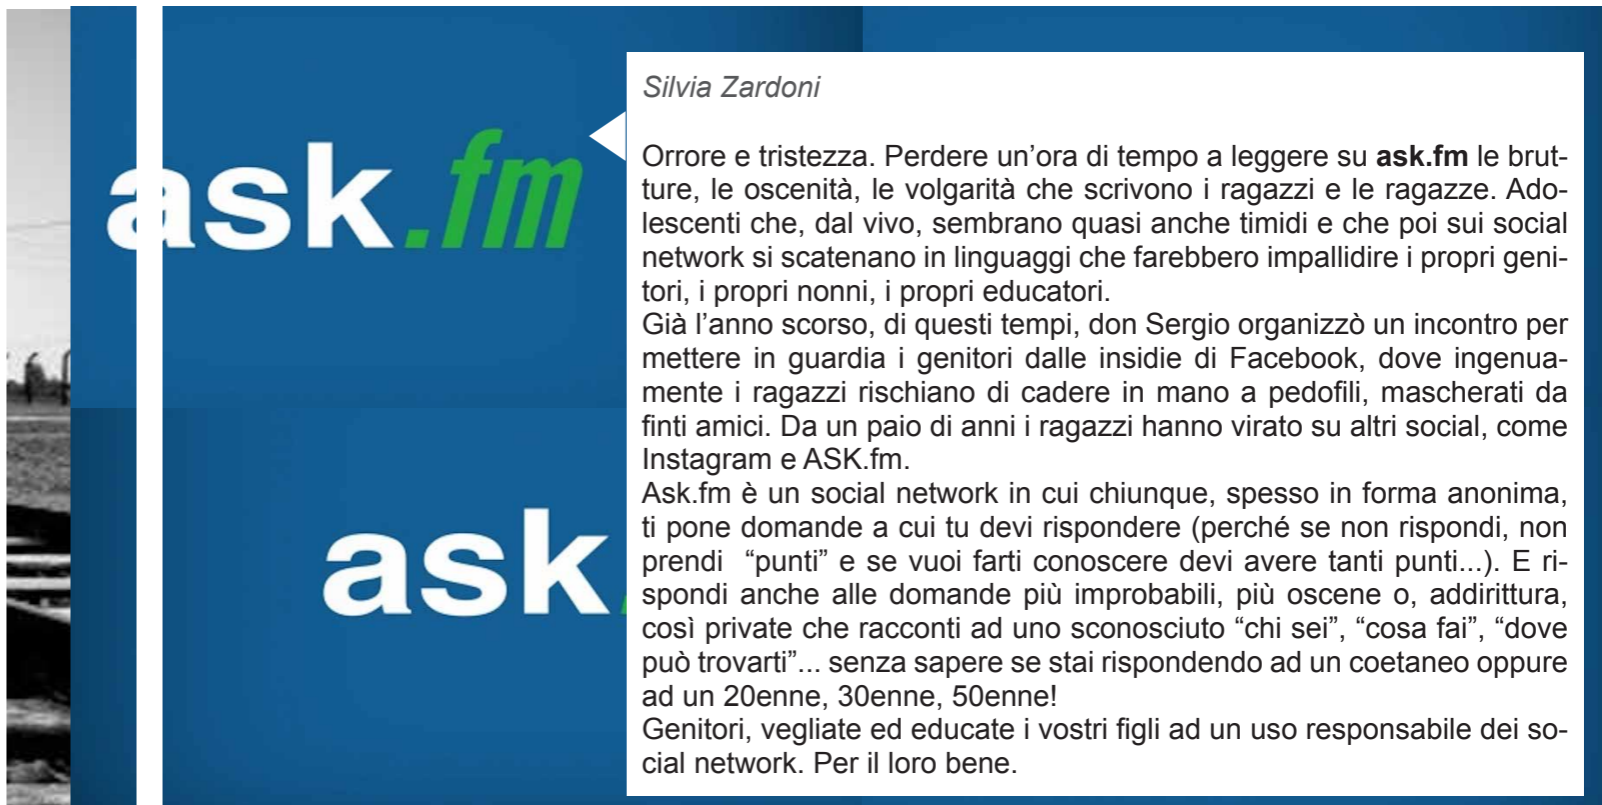 ask.fm
ask.
Silvia Zardoni
Orrore e tristezza. Perdere un’ora di tempo a leggere su ask.fm le brut-
ture, le oscenità, le volgarità che scrivono i ragazzi e le ragazze. Ado-
lescenti che, dal vivo, sembrano quasi anche timidi e che poi sui social
network si scatenano in linguaggi che farebbero impallidire i propri geni-
tori, i propri nonni, i propri educatori.
Già l’anno scorso, di questi tempi, don Sergio organizzò un incontro per
mettere in guardia i genitori dalle insidie di Facebook, dove ingenua-
mente i ragazzi rischiano di cadere in mano a pedofili, mascherati da
finti amici. Da un paio di anni i ragazzi hanno virato su altri social, come
Instagram e ASK.fm.
Ask.fm è un social network in cui chiunque, spesso in forma anonima,
ti pone domande a cui tu devi rispondere (perché se non rispondi, non
prendi “punti” e se vuoi farti conoscere devi avere tanti punti...). E ri-
spondi anche alle domande più improbabili, più oscene o, addirittura,
così private che racconti ad uno sconosciuto “chi sei”, “cosa fai”, “dove
può trovarti”... senza sapere se stai rispondendo ad un coetaneo oppure
ad un 20enne, 30enne, 50enne!
Genitori, vegliate ed educate i vostri figli ad un uso responsabile dei so-
cial network. Per il loro bene.